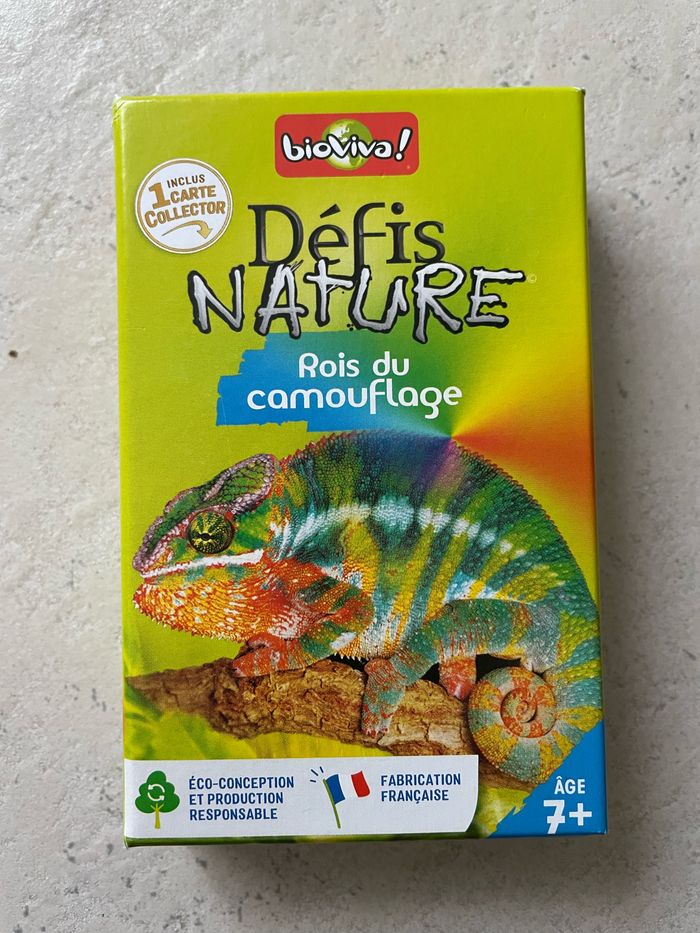 bioviva!
INCLUS
1 CARTE
COLLECTOR
Défis
NATURE
©
Rois du
camouflage
ÉCO-CONCEPTION
ET PRODUCTION
RESPONSABLE
FABRICATION
FRANÇAISE
ÂGE
7+